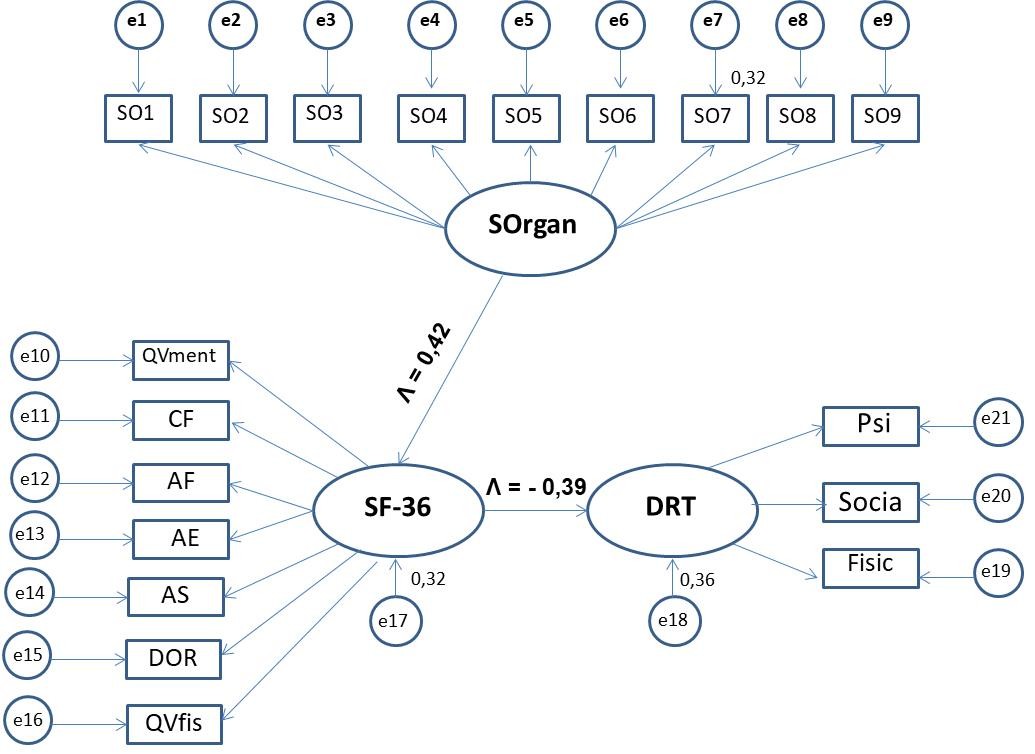 e1 e2 e3 e4 e5 e6 e7 e8 e9
0,32
SO1 SO2 SO3 SO4 SO5 SO6 SO7 SO8 SO9
SOrgan
Λ = 0,42
e10 QVment
e11 CF
e12 AF
e13 AE
e14 AS
e15 DOR
e16 QVfis
SF-36
Λ = - 0,39
DRT
0,32
e17
0,36
e18
Psi e21
Socia e20
Fisic e19